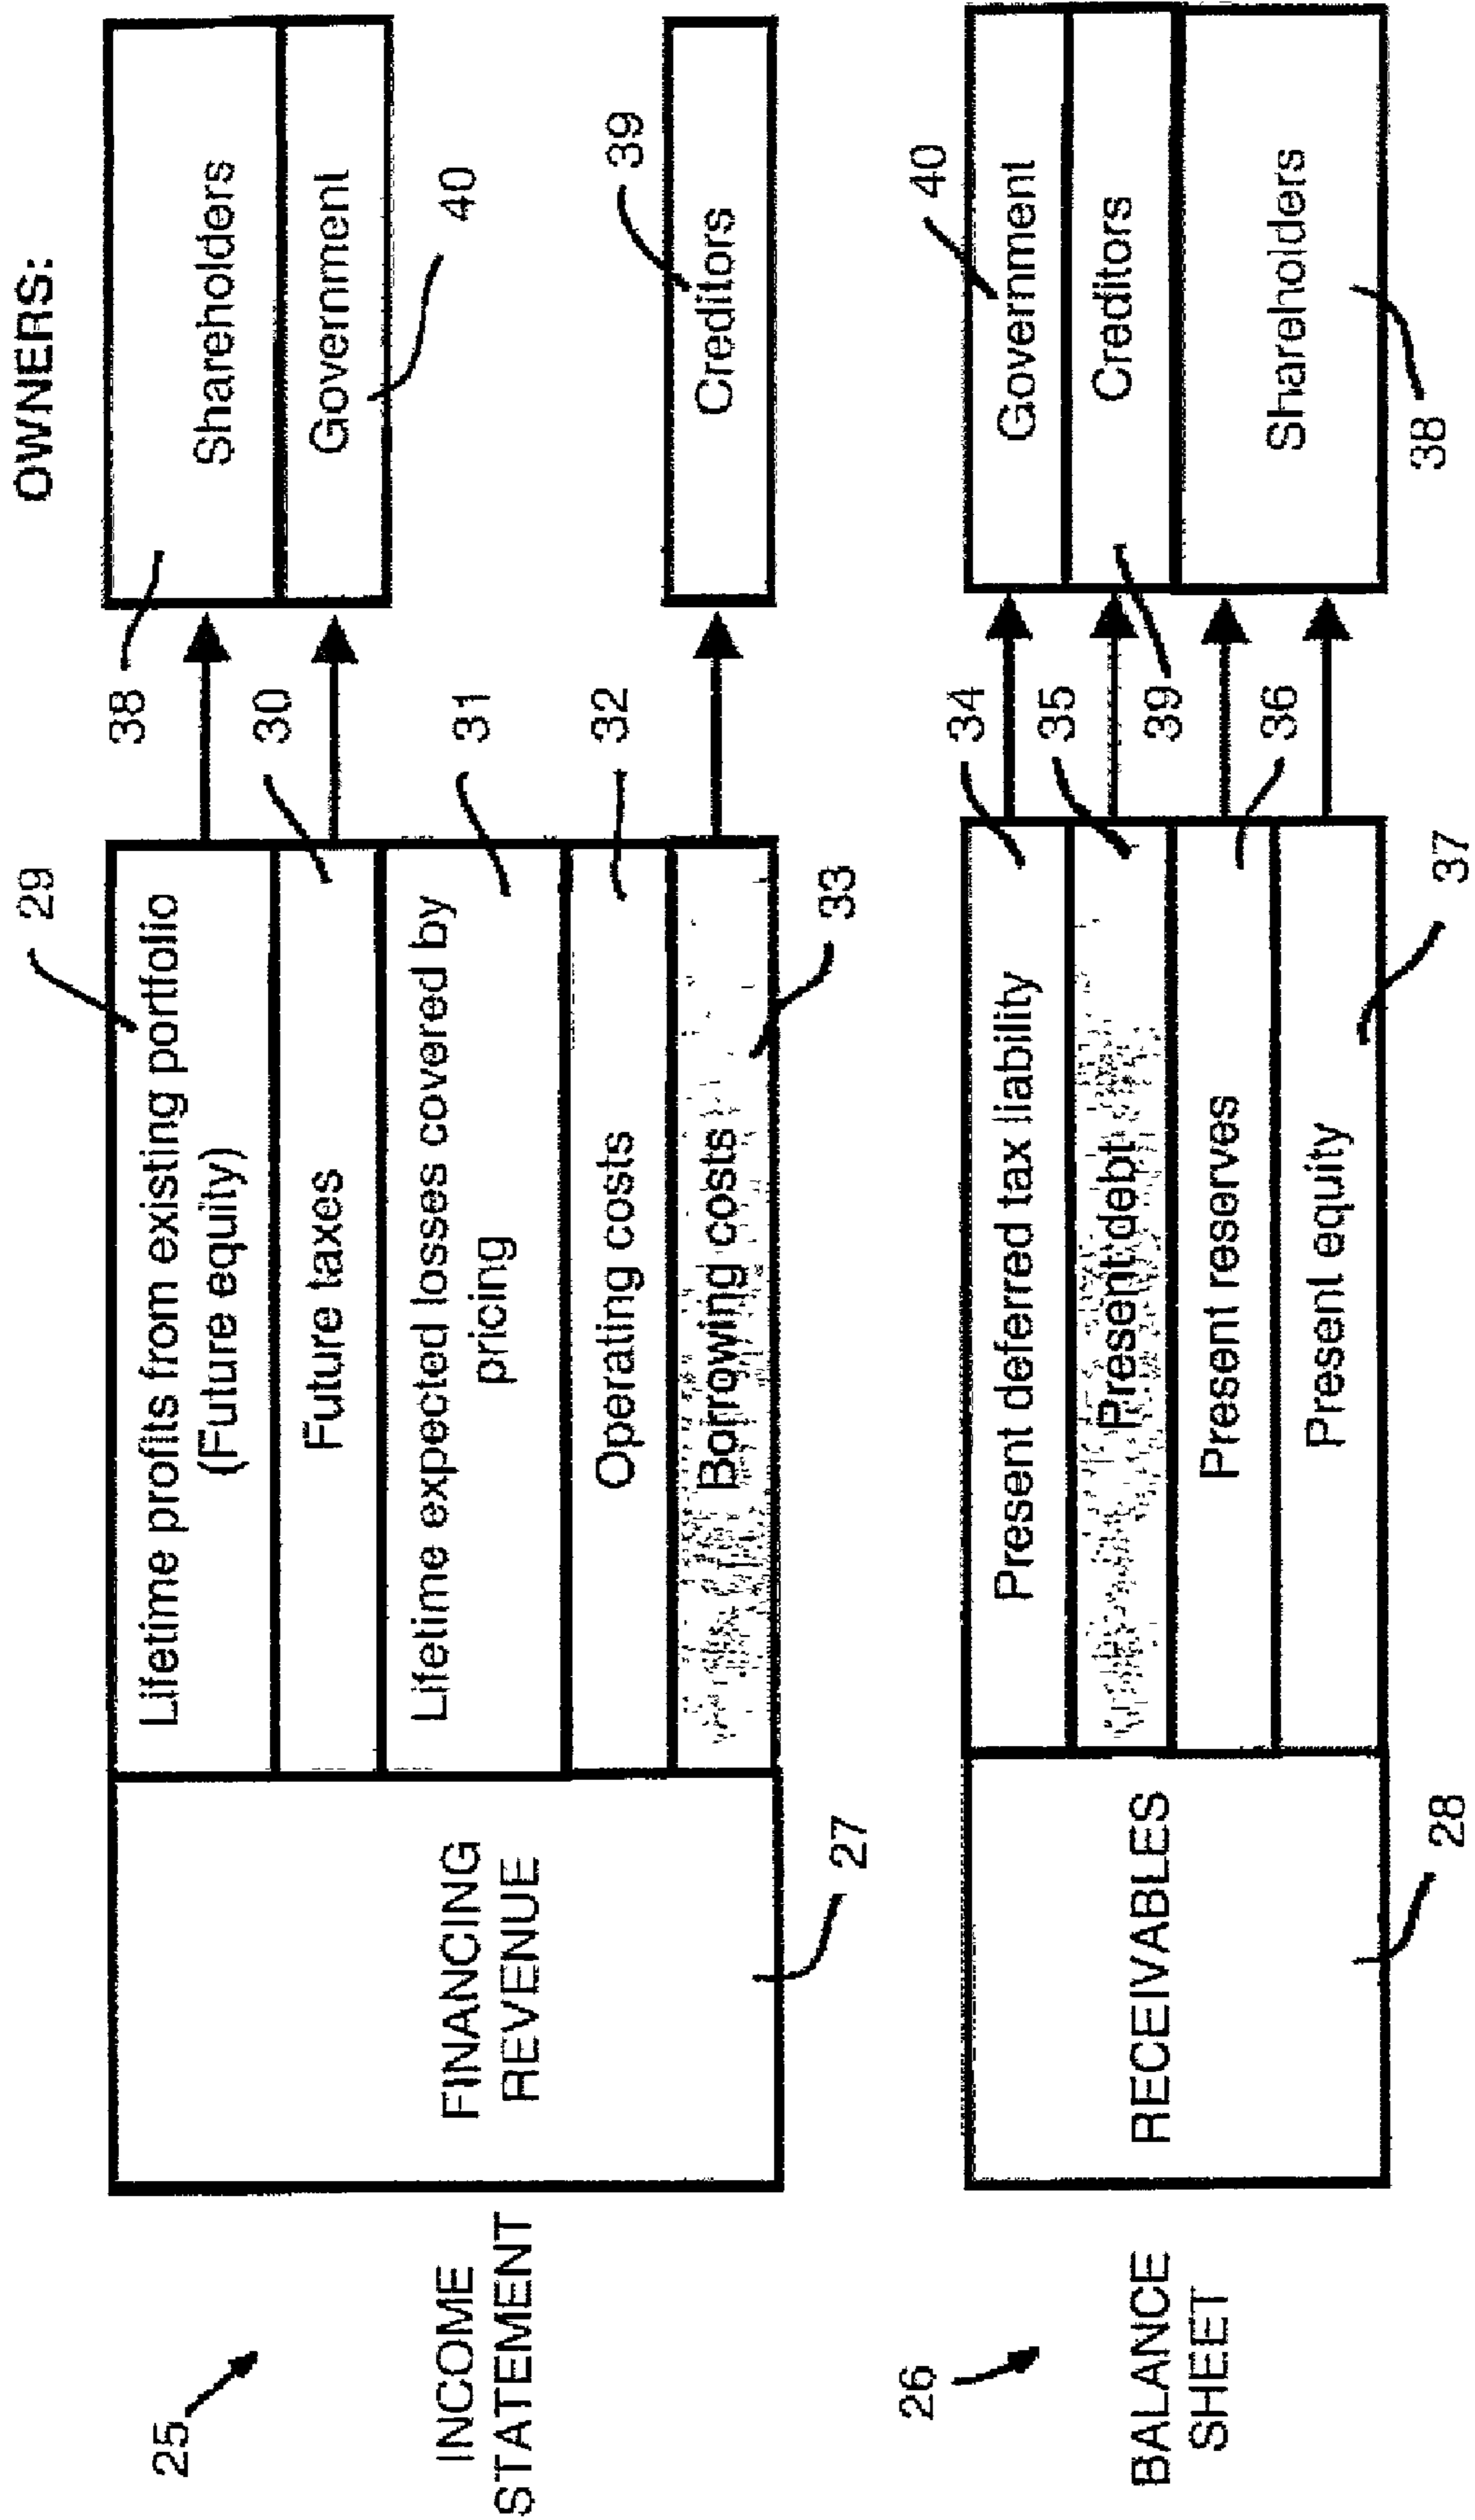 OWNERS:
25
INCOME
STATEMENT
FINANCING
REVENUE
27
29
Lifetime profits from existing portfolio
(Future equity)
Future taxes
30
Lifetime expected losses covered by
pricing
31
Operating costs
32
Borrowing costs
33
38
Shareholders
Government
40
Creditors
39
26
BALANCE
SHEET
RECEIVABLES
28
Present deferred tax liability
34
Present debt
35
Present reserves
36
Present equity
37
Government
40
Creditors
39
Shareholders
38